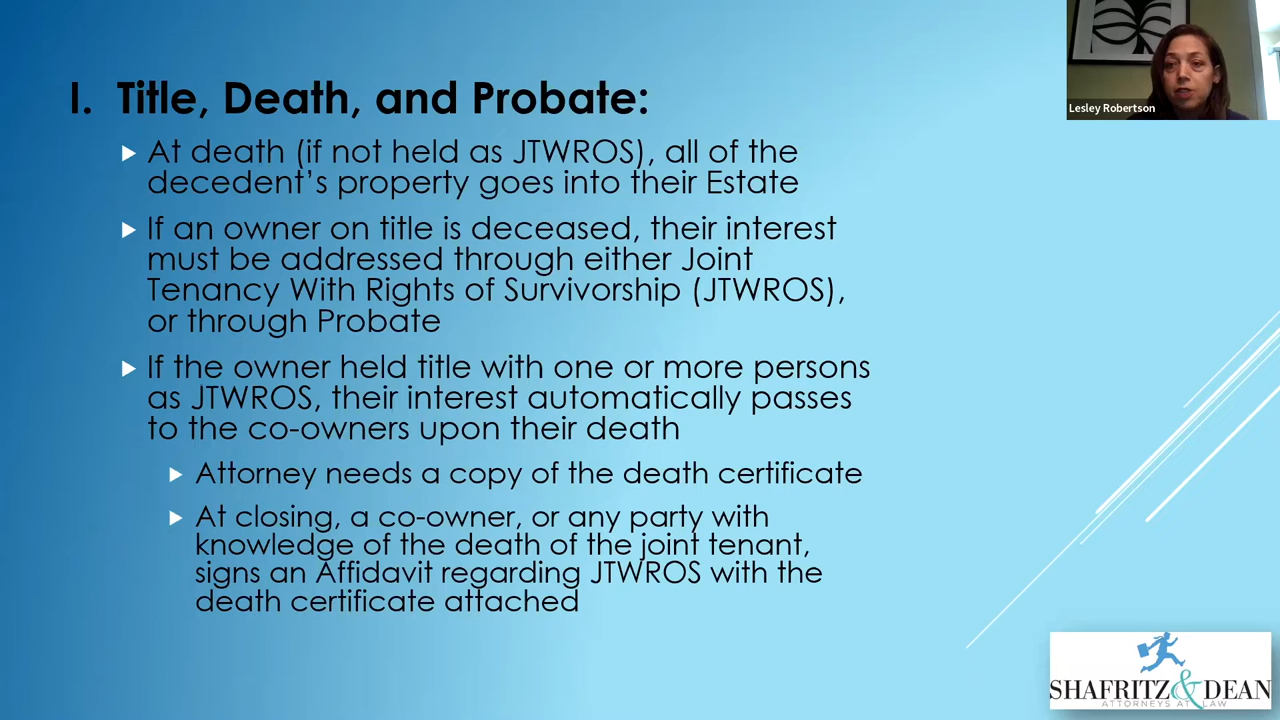 I. Title, Death, and Probate:
At death (if not held as JTWROS), all of the
decedent's property goes into their Estate
If an owner on title is deceased, their interest
must be addressed through either Joint
Tenancy With Rights of Survivorship (JTWROS),
or through Probate
If the owner held title with one or more persons
as JTWROS, their interest automatically passes
to the co-owners upon their death
Attorney needs a copy of the death certificate
At closing, a co-owner, or any party with
knowledge of the death of the joint tenant,
signs an Affidavit regarding JTWROS with the
death certificate attached
Lesley Robertson
SHAFRITZ & DEAN
ATTORNEYS AT LAW